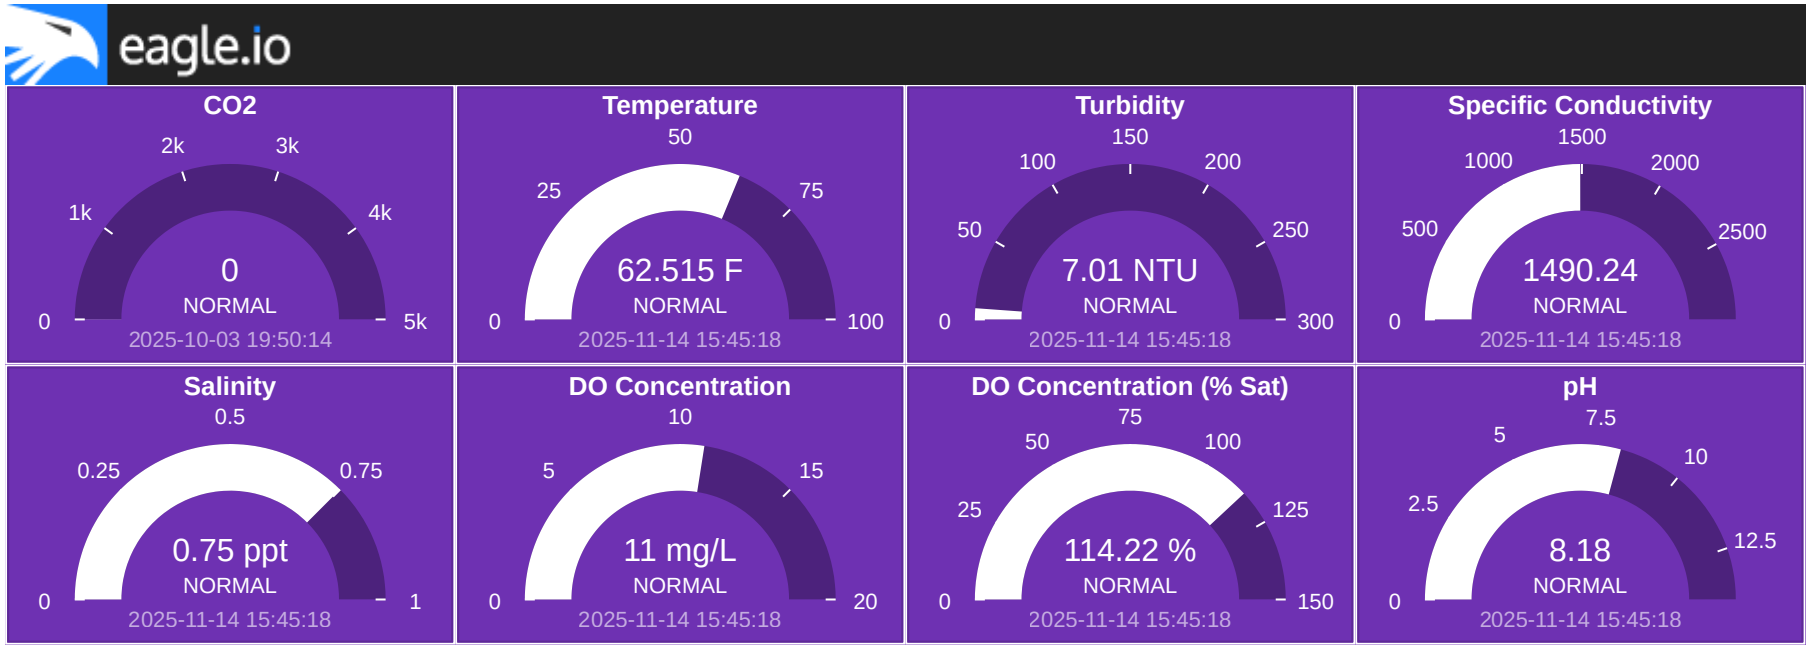 eagle.io
CO2
0
1k
2k
3k
4k
5k
0
NORMAL
2025-10-03 19:50:14
Temperature
0
25
50
75
100
62.515 F
NORMAL
2025-11-14 15:45:18
Turbidity
0
50
100
150
200
250
300
7.01 NTU
NORMAL
2025-11-14 15:45:18
Specific Conductivity
0
500
1000
1500
2000
2500
1490.24
NORMAL
2025-11-14 15:45:18
Salinity
0
0.25
0.5
0.75
1
0.75 ppt
NORMAL
2025-11-14 15:45:18
DO Concentration
0
5
10
15
20
11 mg/L
NORMAL
2025-11-14 15:45:18
DO Concentration (% Sat)
0
25
50
75
100
125
150
114.22 %
NORMAL
2025-11-14 15:45:18
pH
0
2.5
5
7.5
10
12.5
8.18
NORMAL
2025-11-14 15:45:18